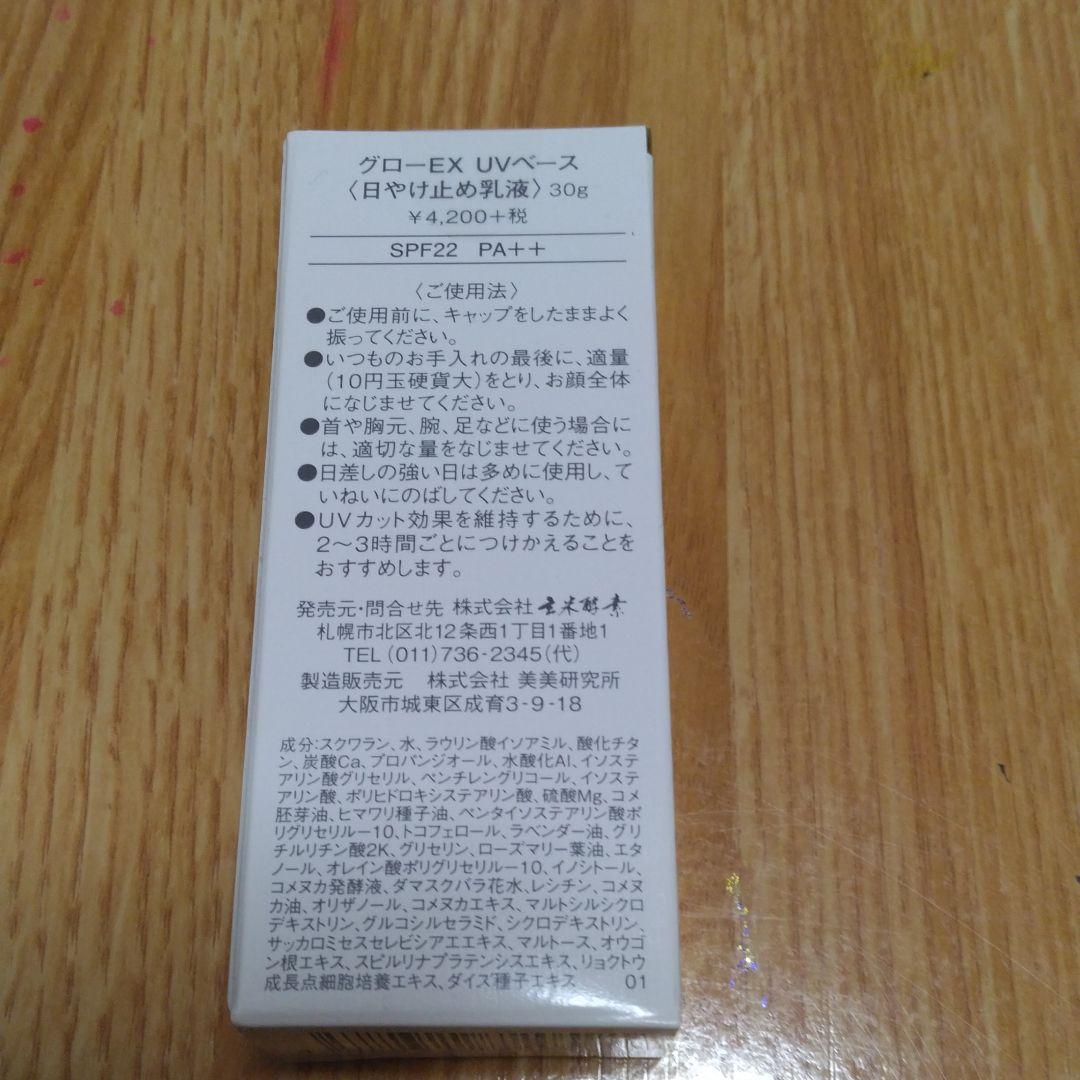 グローEX UVベース
〈日やけ止め乳液〉30g
￥4,200＋税
SPF22 PA＋＋
〈ご使用法〉
●ご使用前に、キャップをしたままよく
振ってください。
●いつものお手入れの最後に、適量
(10円玉硬貨大)をとり、お顔全体
になじませてください。
●首や胸元、腕、足などに使う場合に
は、適切な量をなじませてください。
●日差しの強い日は多めに使用し、て
いねいにのばしてください。
●UVカット効果を維持するために、
2〜3時間ごとにつけかえることを
おすすめします。
発売元・問合せ先 株式会社 玄米酵素
札幌市北区北12条西1丁目1番地1
TEL(011)736-2345(代)
製造販売元 株式会社 美美研究所
大阪市城東区成育3-9-18
成分：スクワラン、水、ラウリン酸イソアミル、酸化チタ
ン、炭酸Ca、プロパンジオール、水酸化Al、イソステ
アリン酸グリセリル、ペンチレングリコール、イソステ
アリン酸、ポリヒドロキシステアリン酸、硫酸Mg、コメ
胚芽油、ヒマワリ種子油、ペンタイソステアリン酸ポ
リグリセリル－10、トコフェロール、ラベンダー油、グリ
チルリチン酸2K、グリセリン、ローズマリー葉油、エタ
ノール、オレイン酸ポリグリセリル－10、イノシトール、
コメヌカ発酵液、ダマスクバラ花水、レシチン、コメヌ
カ油、オリザノール、コメヌカエキス、マルトシルシクロ
デキストリン、グルコシルセラミド、シクロデキストリン、
サッカロミセスセレビシアエエキス、マルトース、オウゴ
ン根エキス、スピルリナプラテンシスエキス、リョクトウ
成長点細胞培養エキス、ダイズ種子エキス 01